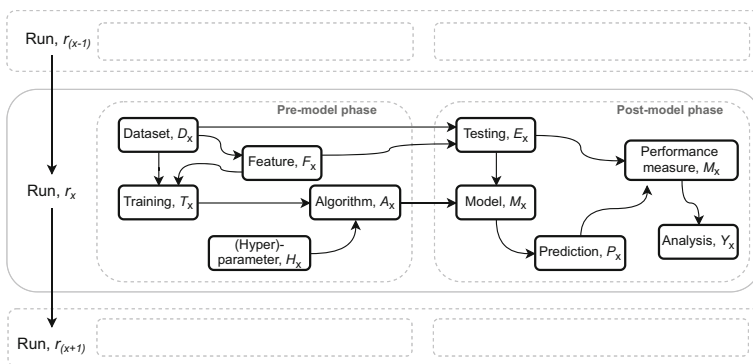 Run, r(x-1)
Pre-model phase
Post-model phase
Dataset, Dx
Testing, Ex
Feature, Fx
Performance
measure, Mx
Run, rx
Training, Tx
Algorithm, Ax
Model, Mx
(Hyper)-
parameter, Hx
Prediction, Px
Analysis, Yx
Run, r(x+1)